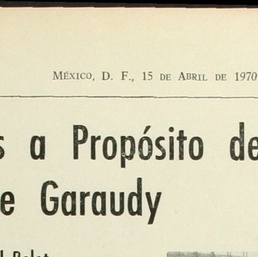 México, D. F., 15 de Abril de 1970
s a Propósito de
e Garaudy